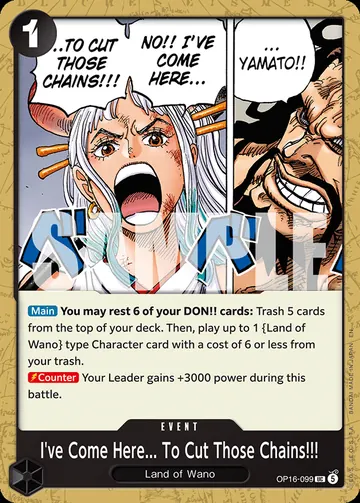 1
..TO CUT
THOSE
CHAINS!!!
NO!! I'VE
COME
HERE...
...
YAMATO!!
SAMPLE
Main You may rest 6 of your DON!! cards: Trash 5 cards
from the top of your deck. Then, play up to 1 {Land of
Wano} type Character card with a cost of 6 or less from
your trash.
Counter Your Leader gains +3000 power during this
battle.
EVENT
I've Come Here... To Cut Those Chains!!!
Land of Wano
OP16-099 UC 5